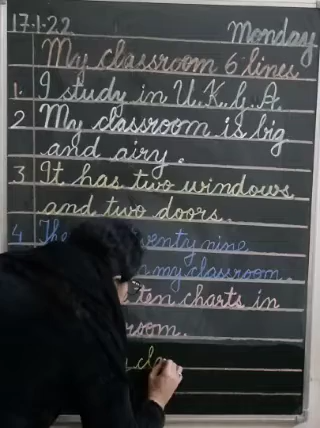 17.1.22 Monday
My classroom 6 lines
1. I study in U.K.G.A.
2 My classroom is big
and airy.
3 It has two windows
and two doors.
4 The nine
my classroom.
ten charts in
room.